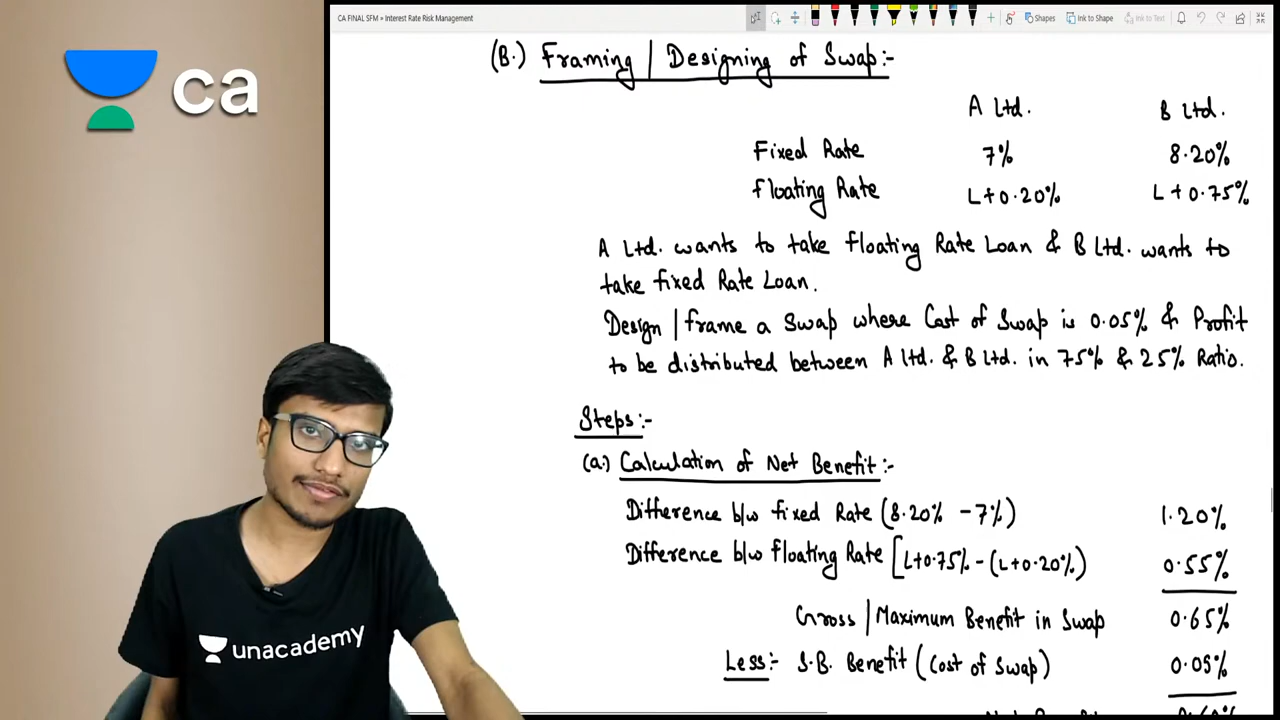 CA FINAL SFM > Interest Rate Risk Management
Shapes
Ink to Shape
Ink to Text
ca
(B.) Framing | Designing of Swap:-
A Ltd. B Ltd.
Fixed Rate 7% 8.20%
Floating Rate L+0.20% L+0.75%
A Ltd. wants to take Floating Rate Loan & B Ltd. wants to
take fixed Rate Loan.
Design | frame a Swap where Cost of Swap is 0.05% & Profit
to be distributed between A Ltd. & B Ltd. in 75% & 25% Ratio.
Steps:-
(a.) Calculation of Net Benefit:-
Difference b/w fixed Rate (8.20% - 7%) 1.20%
Difference b/w Floating Rate [L+0.75% - (L+0.20%) 0.55%
Gross | Maximum Benefit in Swap 0.65%
Less:- S.B. Benefit (Cost of Swap) 0.05%
unacademy